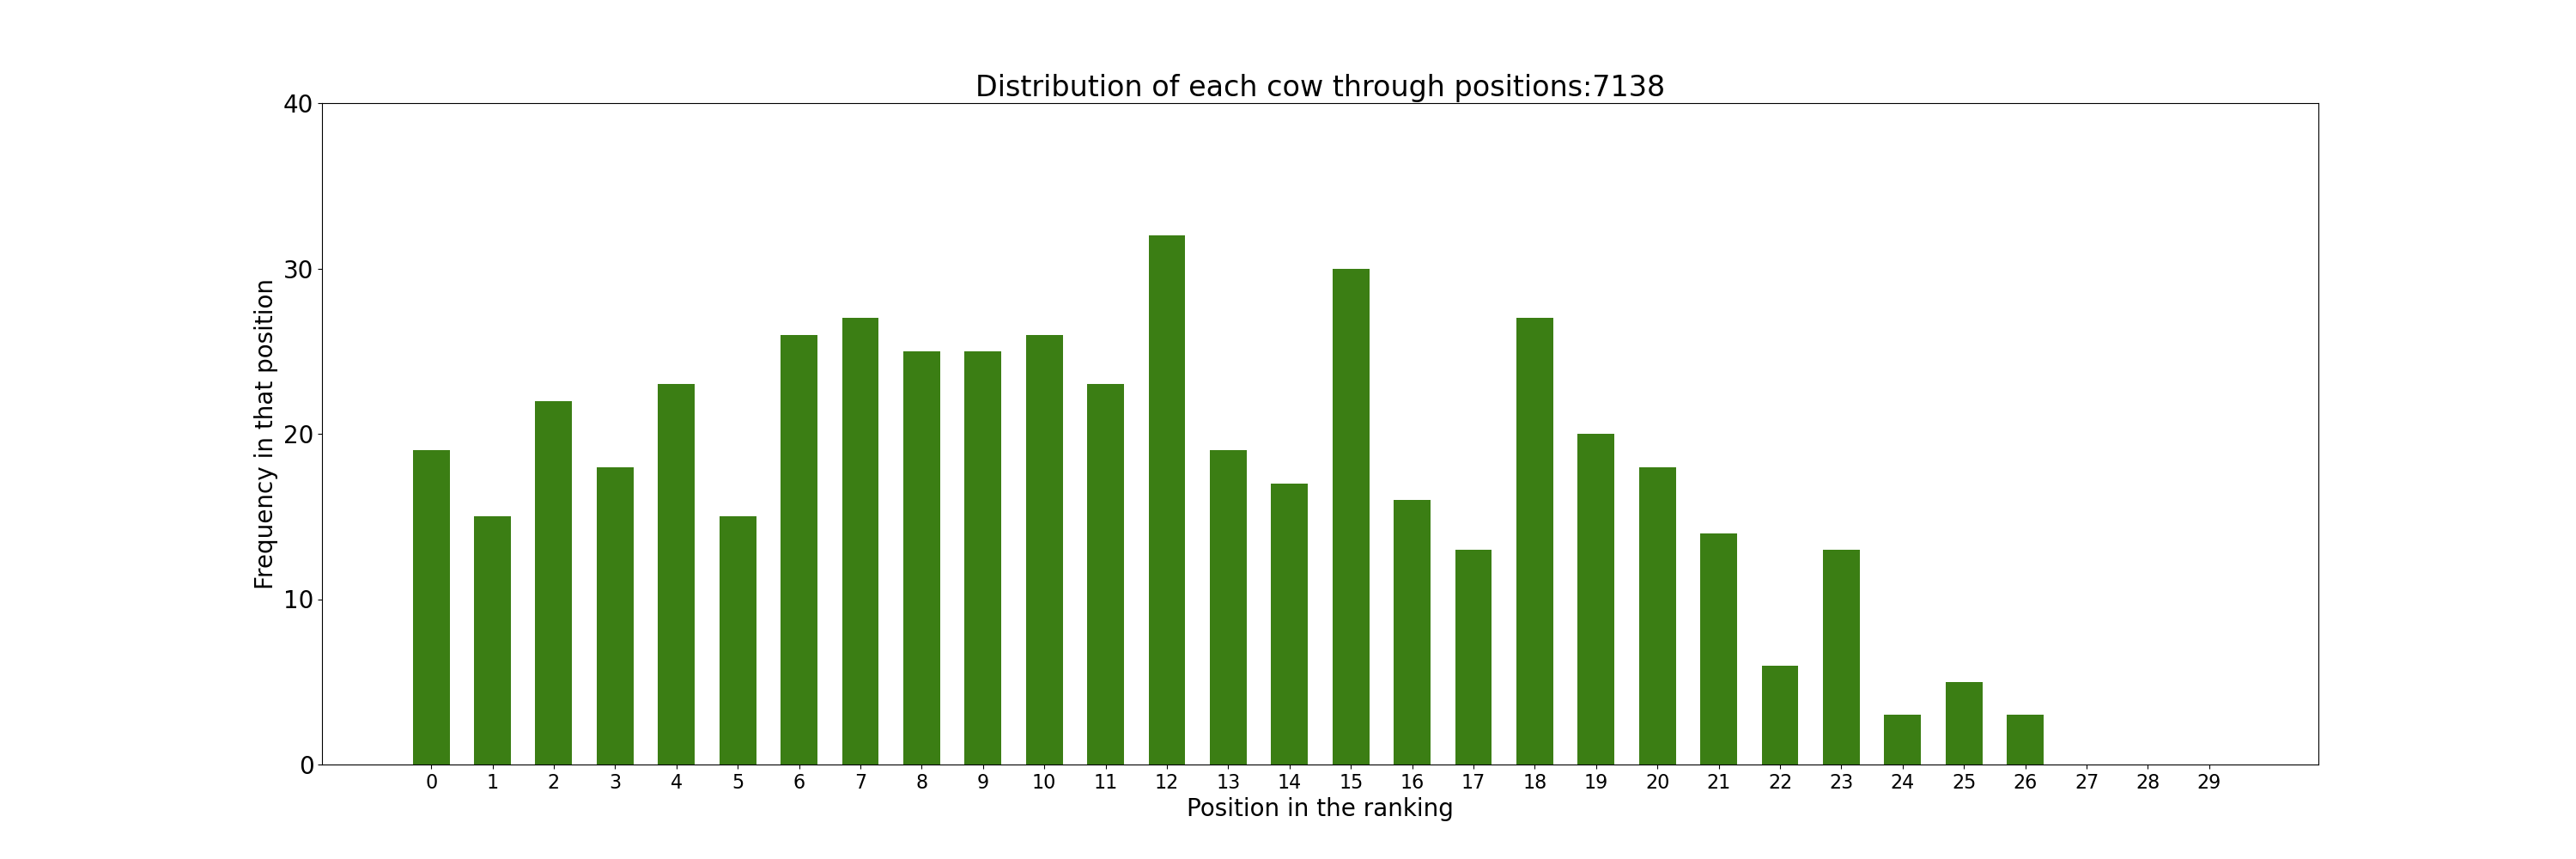 Distribution of each cow through positions:7138
40
30
20
10
0
Frequency in that position
0 1 2 3 4 5 6 7 8 9 10 11 12 13 14 15 16 17 18 19 20 21 22 23 24 25 26 27 28 29
Position in the ranking